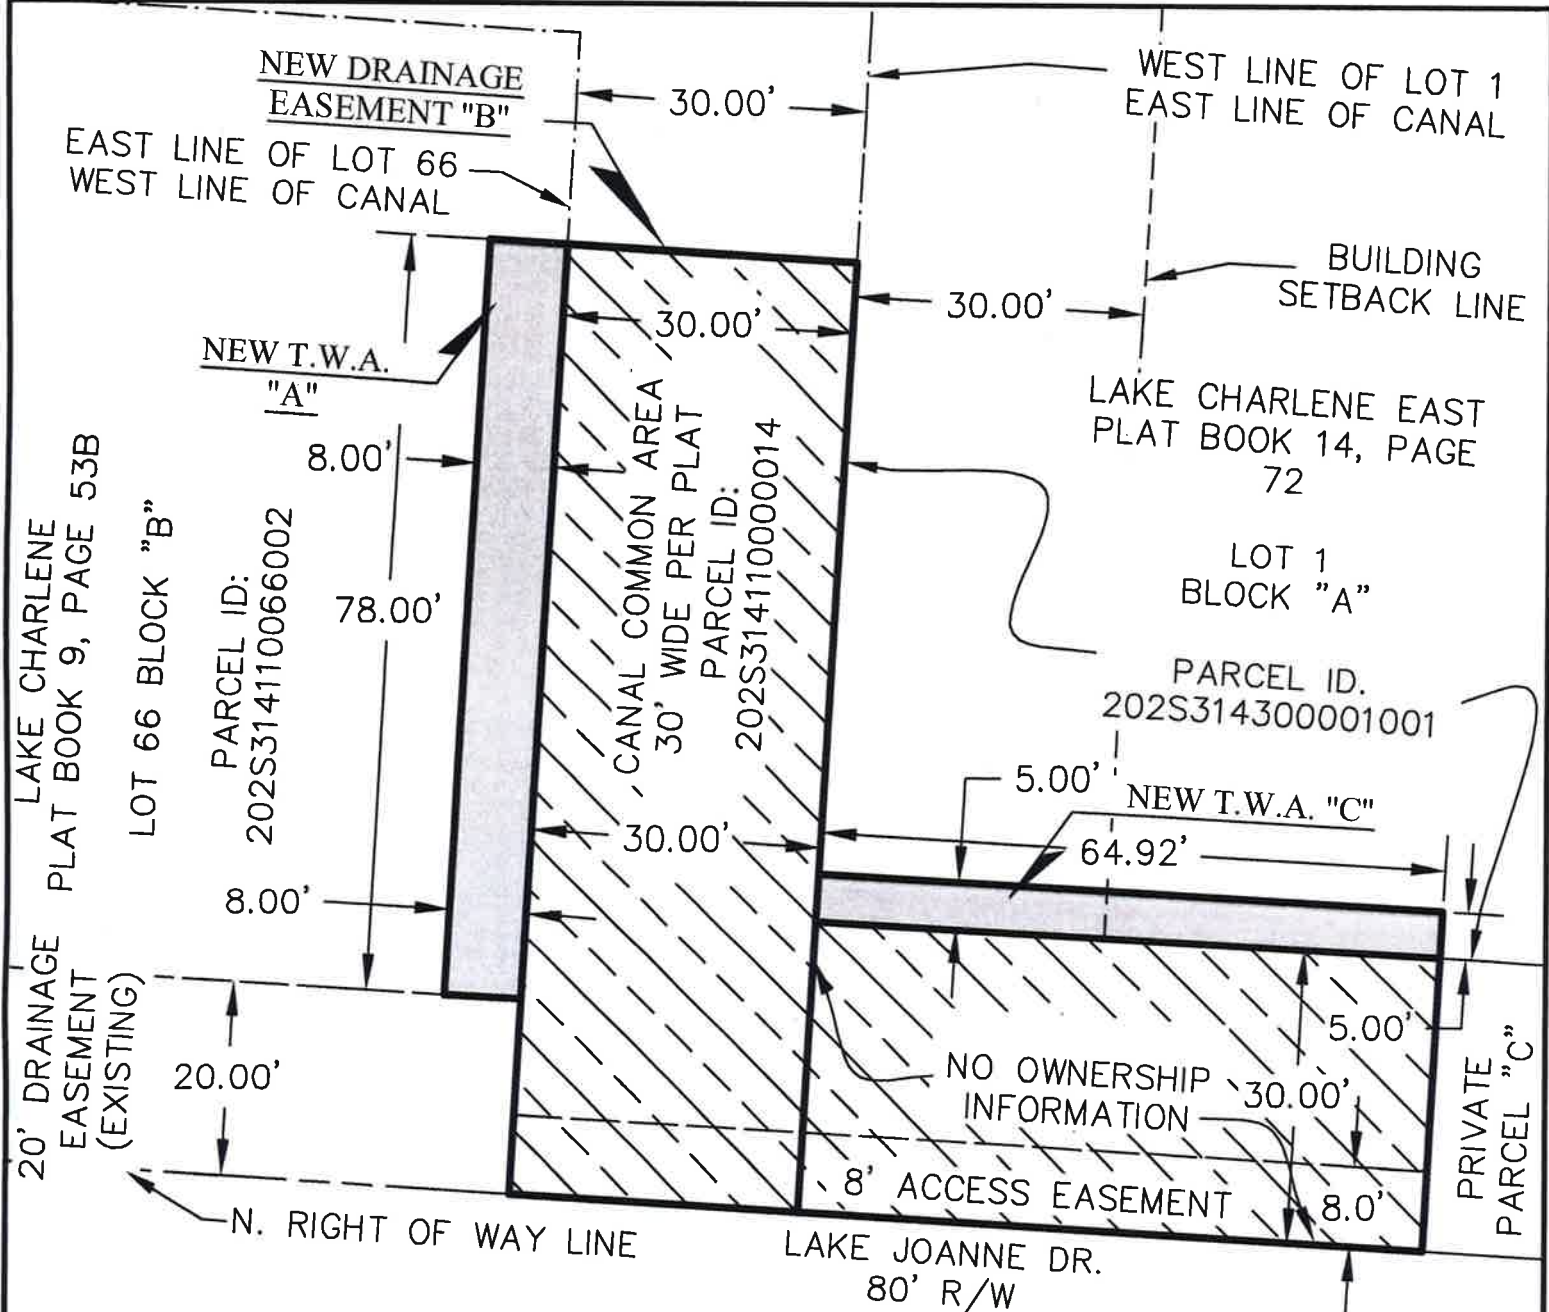 NEW DRAINAGE
EASEMENT "B"
30.00'
WEST LINE OF LOT 1
EAST LINE OF CANAL
EAST LINE OF LOT 66
WEST LINE OF CANAL
BUILDING
SETBACK LINE
30.00'
30.00'
NEW T.W.A.
"A"
8.00'
LAKE CHARLENE EAST
PLAT BOOK 14, PAGE
72
LAKE CHARLENE
PLAT BOOK 9, PAGE 53B
LOT 66 BLOCK "B"
PARCEL ID:
202S314110066002
78.00'
CANAL COMMON AREA
30' WIDE PER PLAT
PARCEL ID:
202S314110000014
LOT 1
BLOCK "A"
PARCEL ID.
202S314300001001
5.00'
NEW T.W.A. "C"
30.00'
64.92'
8.00'
20' DRAINAGE
EASEMENT
(EXISTING)
20.00'
5.00'
NO OWNERSHIP
INFORMATION
30.00'
PRIVATE
PARCEL "C"
8' ACCESS EASEMENT
8.0'
N. RIGHT OF WAY LINE
LAKE JOANNE DR.
80' R/W